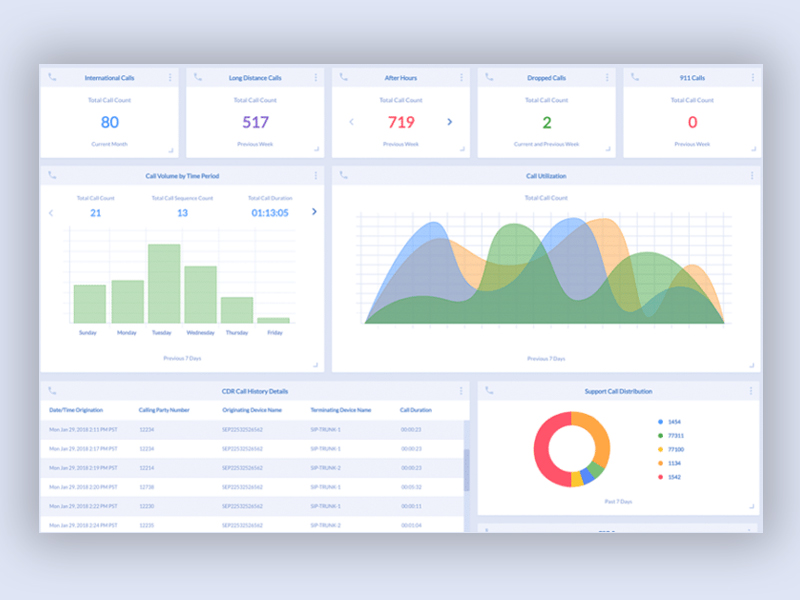 International Calls
Total Call Count
80
Current Month
Long Distance Calls
Total Call Count
517
Previous Week
After Hours
Total Call Count
719
Previous Week
Dropped Calls
Total Call Count
2
Current and Previous Week
911 Calls
Total Call Count
0
Previous Week
Call Volume by Time Period
Total Call Count
21
Total Call Sequence Count
13
Total Call Duration
01:13:05
Sunday Monday Tuesday Wednesday Thursday Friday
Previous 7 Days
Call Utilization
Total Call Count
Previous 7 Days
CDR Call History Details
Date/Time Origination Calling Party Number Originating Device Name Terminating Device Name Call Duration
Mon Jan 29, 2018 2:11 PM PST 12234 SEP22532526562 SIP-TRUNK-1 00:00:21
Mon Jan 29, 2018 2:17 PM PST 12234 SEP22532526562 SIP-TRUNK-1 00:00:23
Mon Jan 29, 2018 2:19 PM PST 12214 SEP22532526562 SIP-TRUNK-2 00:00:23
Mon Jan 29, 2018 2:20 PM PST 12738 SEP22532526562 SIP-TRUNK-1 00:05:32
Mon Jan 29, 2018 2:22 PM PST 12230 SEP22532526562 SIP-TRUNK-1 00:00:11
Mon Jan 29, 2018 2:24 PM PST 12235 SEP22532526562 SIP-TRUNK-2 00:01:04
Support Call Distribution
1454
77311
77100
1134
1542
Past 7 Days